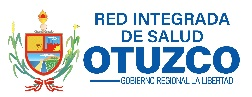 RED INTEGRADA
DE SALUD
OTUZCO
GOBIERNO REGIONAL LA LIBERTAD